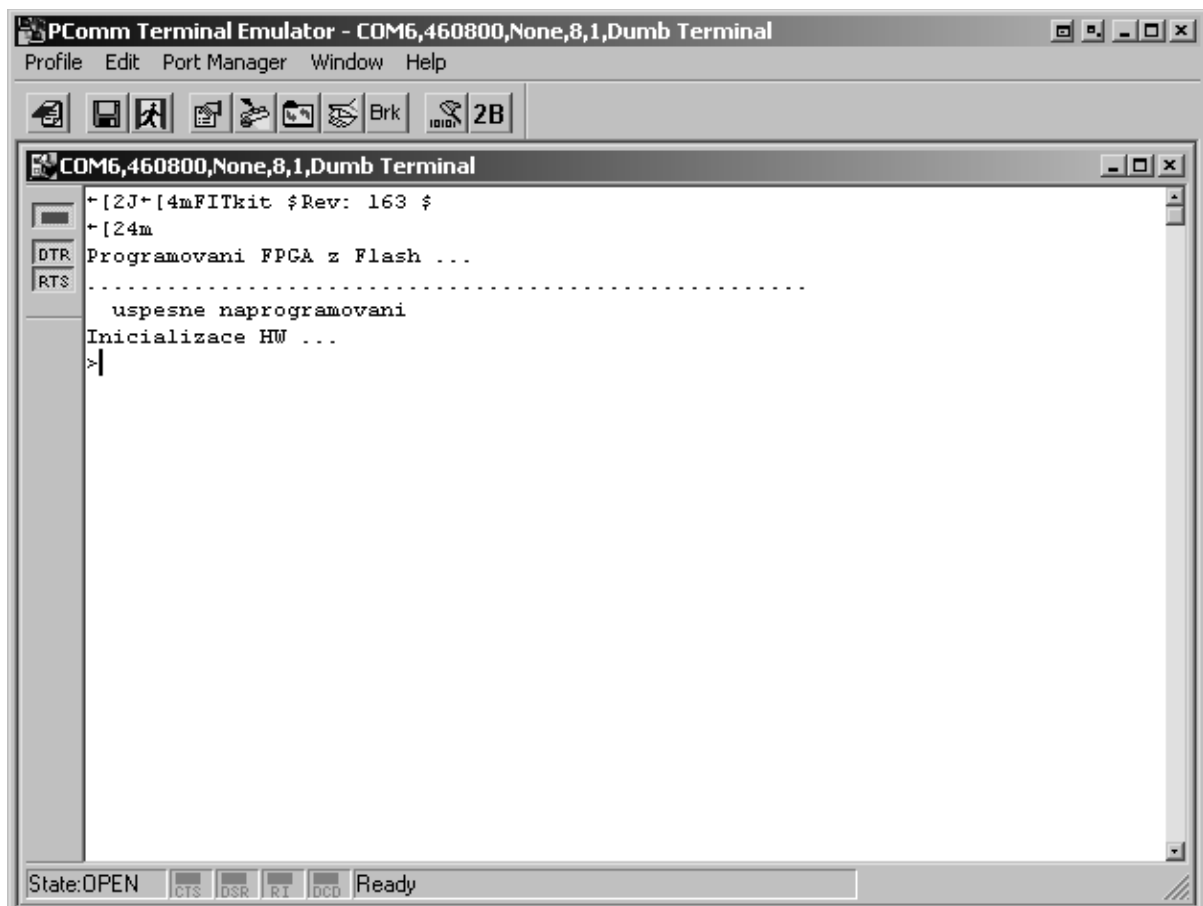 PComm Terminal Emulator - COM6,460800,None,8,1,Dumb Terminal
Profile Edit Port Manager Window Help
Brk 2B
COM6,460800,None,8,1,Dumb Terminal
←[2J←[4mFITkit $Rev: 163 $
←[24m
DTR
Programovani FPGA z Flash ...
RTS
......................................................
uspesne naprogramovani
Inicializace HW ...
>
State:OPEN CTS DSR RI DCD Ready